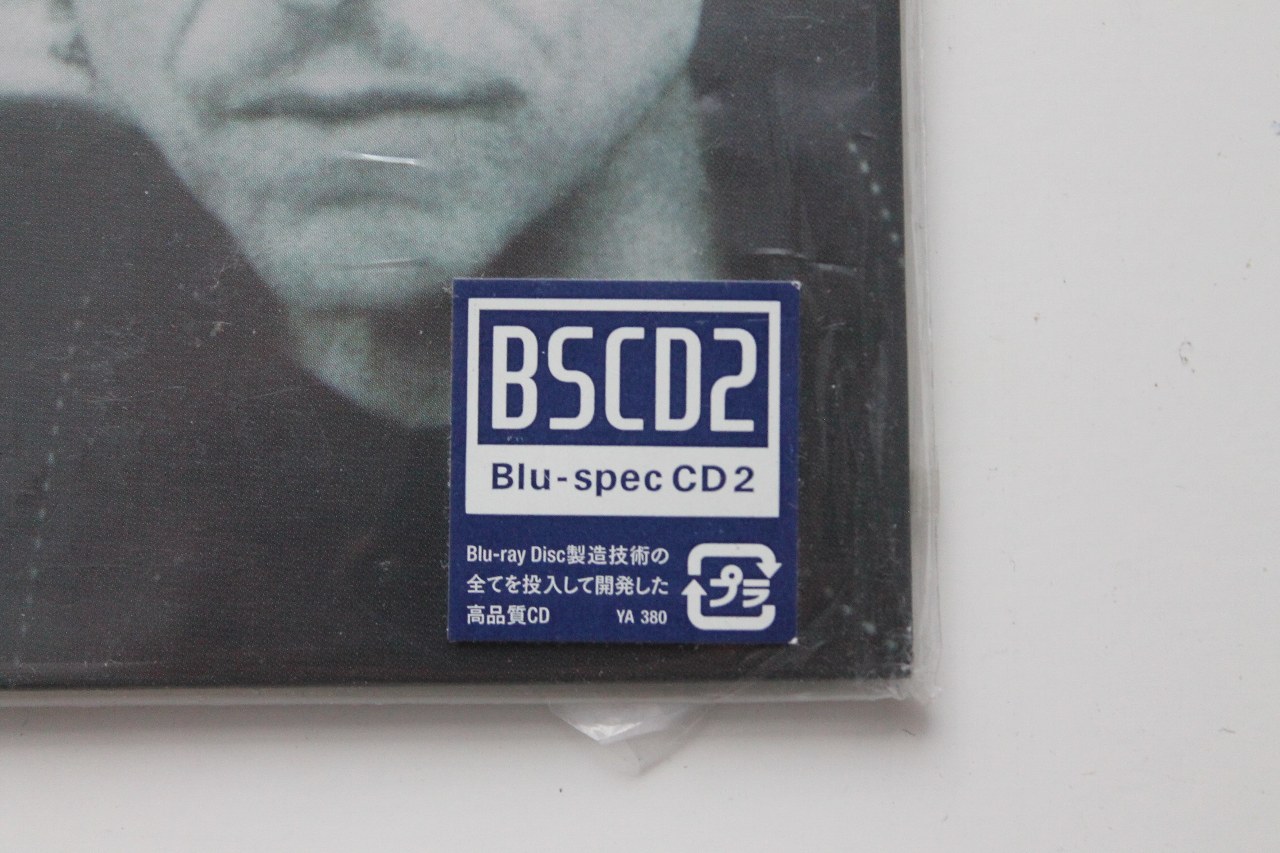 BSCD2
Blu-spec CD2
Blu-ray Disc製造技術の
全てを投入して開発した
高品質CD YA 380
プラ